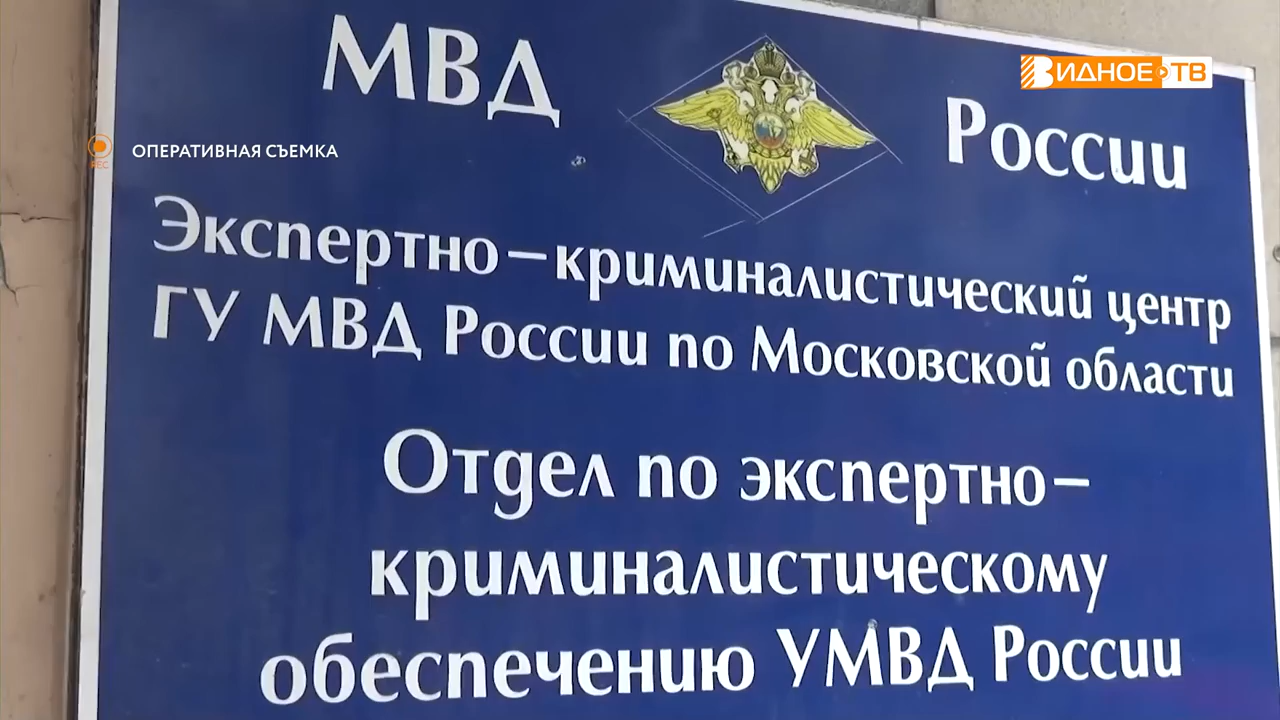 МВД России
ВИДНОЕ ТВ
REC ОПЕРАТИВНАЯ СЪЕМКА
Экспертно-криминалистический центр
ГУ МВД России по Московской области
Отдел по экспертно-
криминалистическому
обеспечению УМВД России